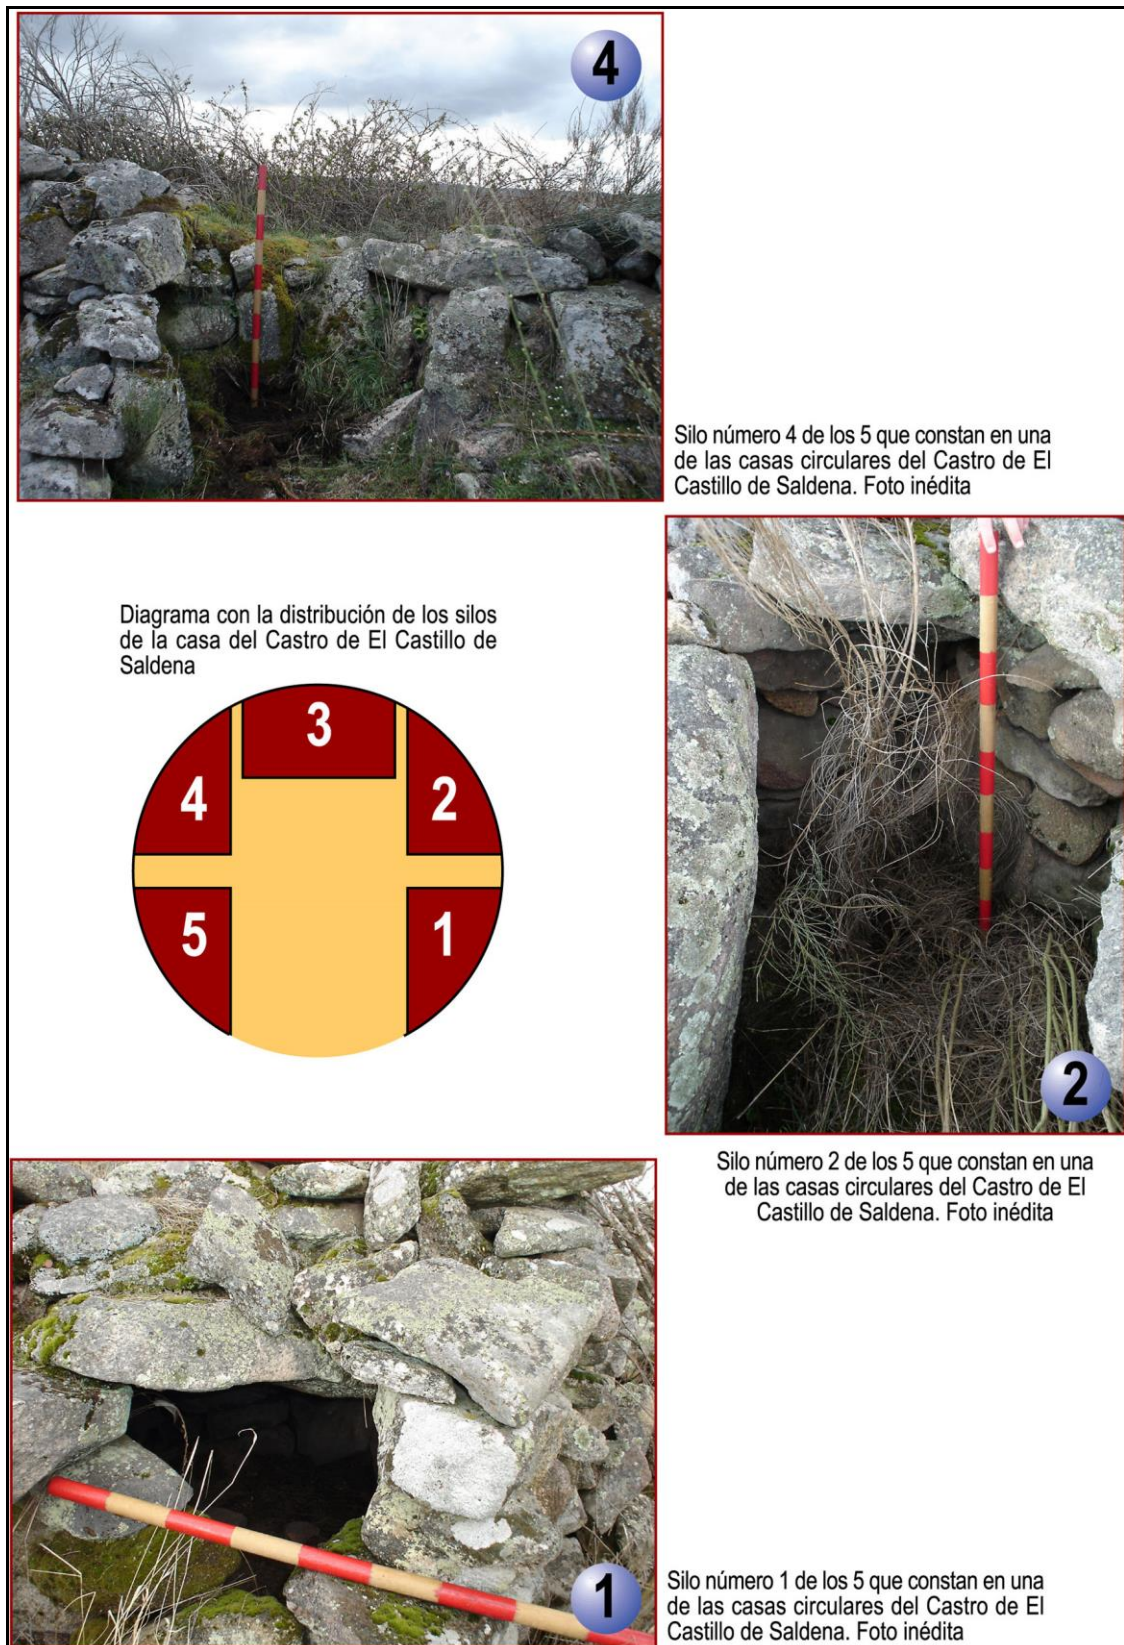 4
Silo número 4 de los 5 que constan en una
de las casas circulares del Castro de El
Castillo de Saldena. Foto inédita
Diagrama con la distribución de los silos
de la casa del Castro de El Castillo de
Saldena
3
4
2
5
1
2
Silo número 2 de los 5 que constan en una
de las casas circulares del Castro de El
Castillo de Saldena. Foto inédita
1
Silo número 1 de los 5 que constan en una
de las casas circulares del Castro de El
Castillo de Saldena. Foto inédita